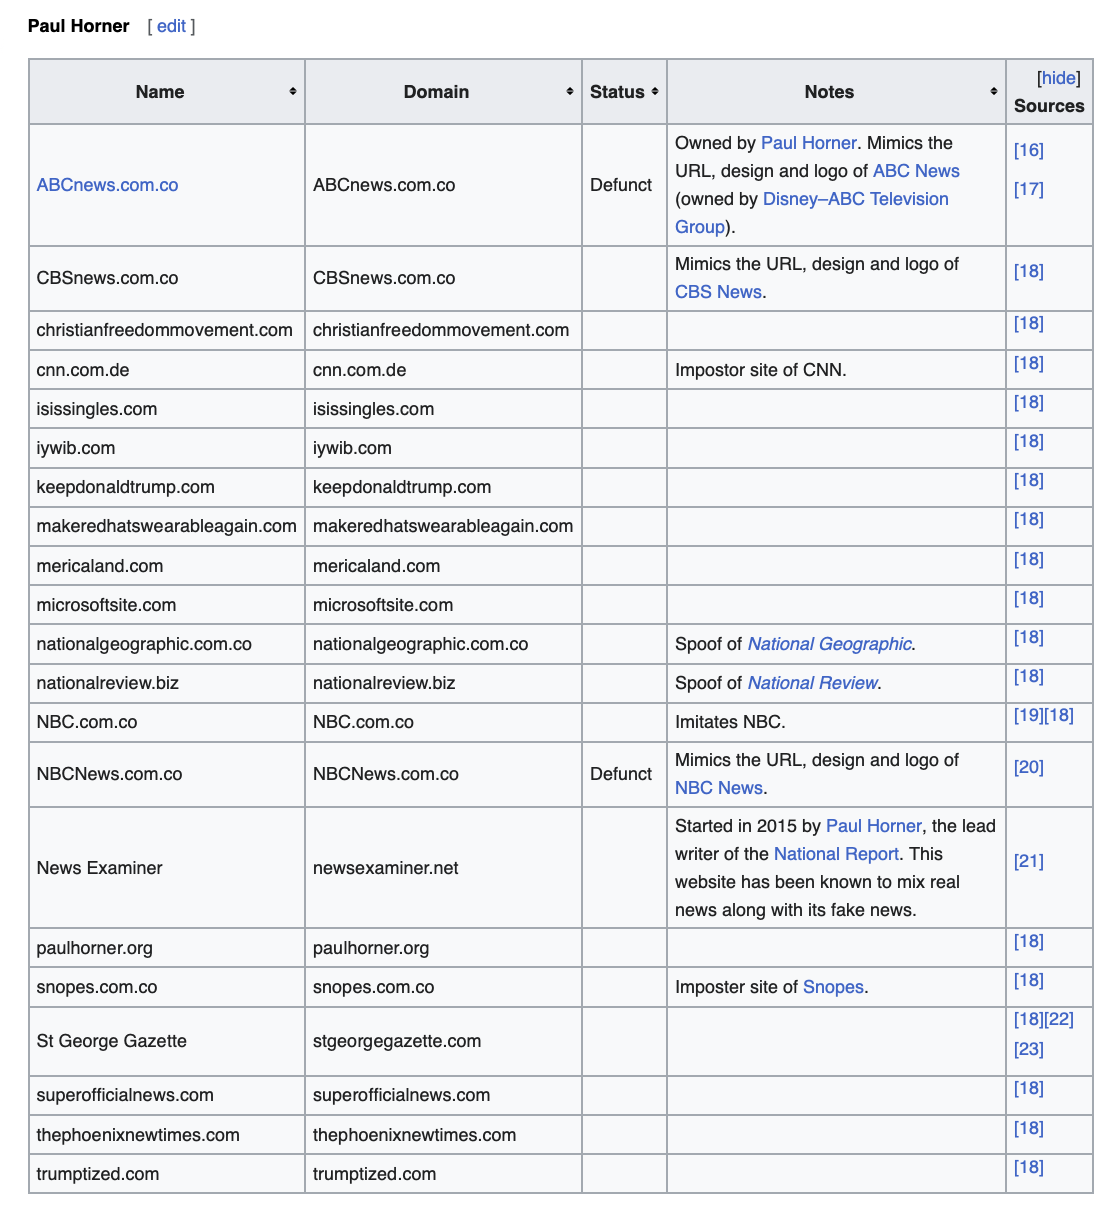 Paul Horner [ edit ]
Name Domain Status Notes [hide] Sources
ABCnews.com.co ABCnews.com.co Defunct Owned by Paul Horner. Mimics the
URL, design and logo of ABC News
(owned by Disney–ABC Television
Group). [16]
[17]
CBSnews.com.co CBSnews.com.co Mimics the URL, design and logo of
CBS News. [18]
christianfreedommovement.com christianfreedommovement.com [18]
cnn.com.de cnn.com.de Impostor site of CNN. [18]
isissingles.com isissingles.com [18]
iywib.com iywib.com [18]
keepdonaldtrump.com keepdonaldtrump.com [18]
makeredhatswearableagain.com makeredhatswearableagain.com [18]
mericaland.com mericaland.com [18]
microsoftsite.com microsoftsite.com [18]
nationalgeographic.com.co nationalgeographic.com.co Spoof of National Geographic. [18]
nationalreview.biz nationalreview.biz Spoof of National Review. [18]
NBC.com.co NBC.com.co Imitates NBC. [19][18]
NBCNews.com.co NBCNews.com.co Defunct Mimics the URL, design and logo of
NBC News. [20]
News Examiner newsexaminer.net Started in 2015 by Paul Horner, the lead
writer of the National Report. This
website has been known to mix real
news along with its fake news. [21]
paulhorner.org paulhorner.org [18]
snopes.com.co snopes.com.co Imposter site of Snopes. [18]
St George Gazette stgeorgegazette.com [18][22]
[23]
superofficialnews.com superofficialnews.com [18]
thephoenixnewtimes.com thephoenixnewtimes.com [18]
trumptized.com trumptized.com [18]